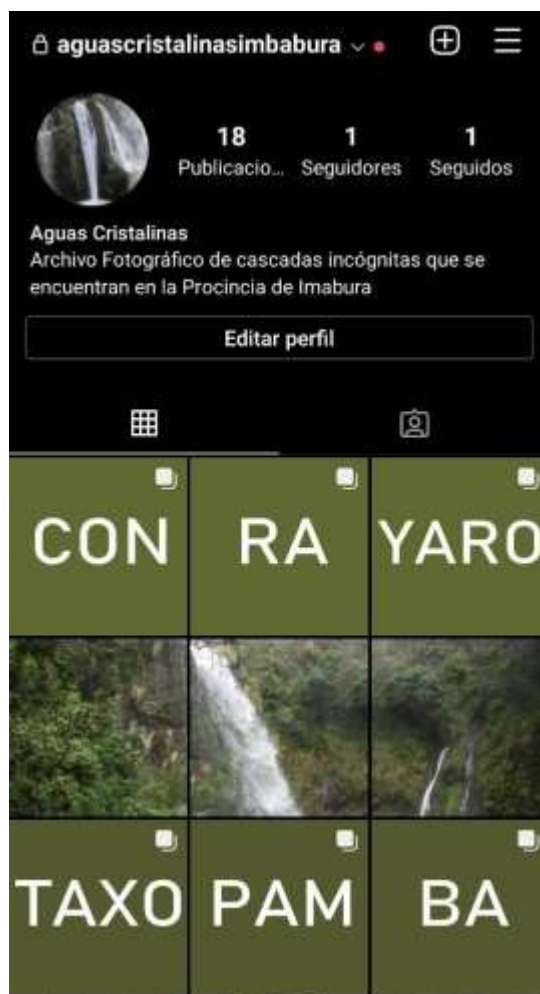 aguascristalinasimbabura
18 1 1
Publicacio... Seguidores Seguidos
Aguas Cristalinas
Archivo Fotográfico de cascadas incógnitas que se
encuentran en la Procincia de Imabura
Editar perfil
CON RA YARO
TAXO PAM BA